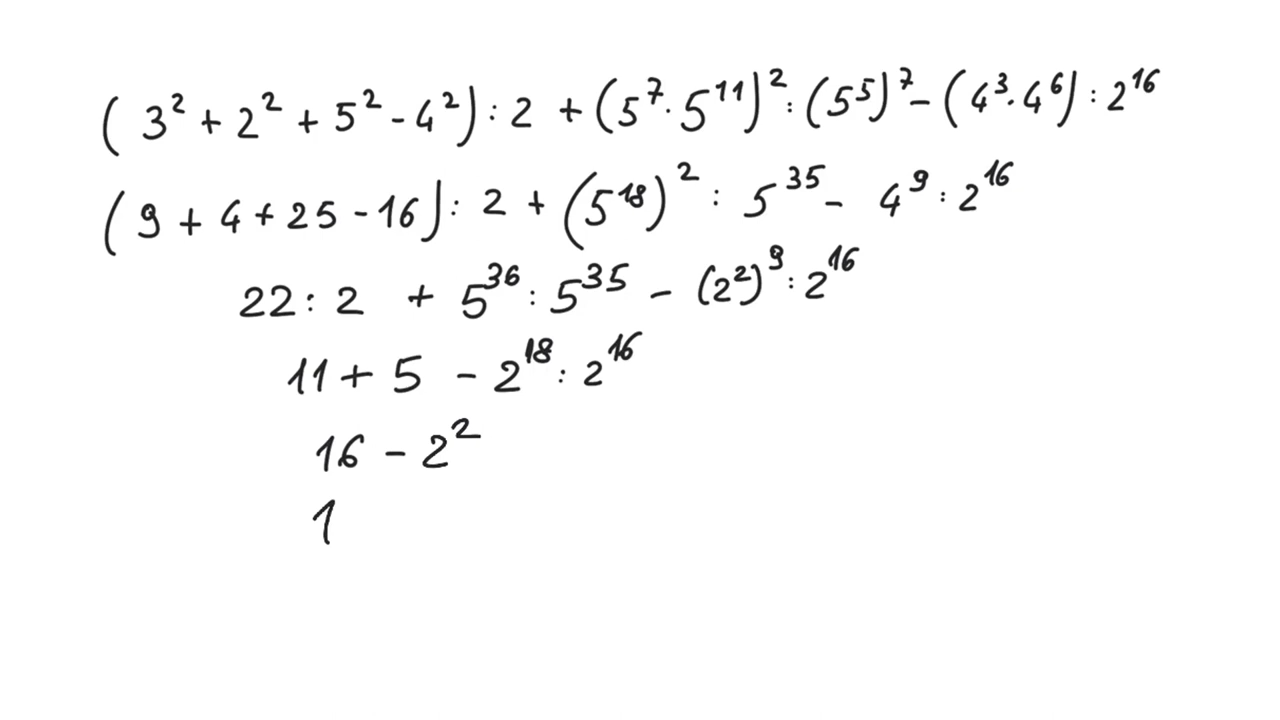 (3² + 2² + 5² - 4²) : 2 + (5⁷ · 5¹¹)² : (5⁵)⁷ - (4³ · 4⁶) : 2¹⁶
(9 + 4 + 25 - 16) : 2 + (5¹⁸)² : 5³⁵ - 4⁹ : 2¹⁶
22 : 2 + 5³⁶ : 5³⁵ - (2²)⁹ : 2¹⁶
11 + 5 - 2¹⁸ : 2¹⁶
16 - 2²
1